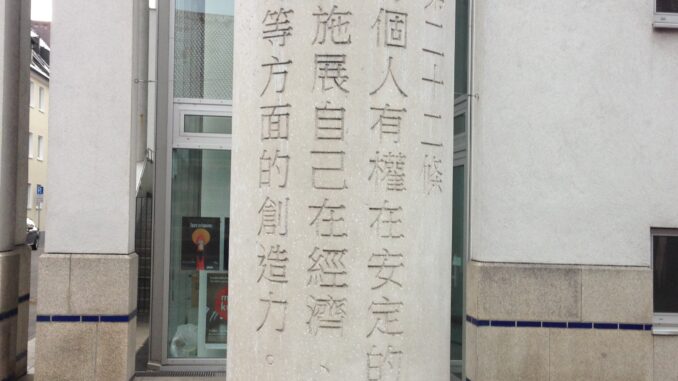 第二十二條
個人有權在安定的
施展自己在經濟、
等方面的創造力。